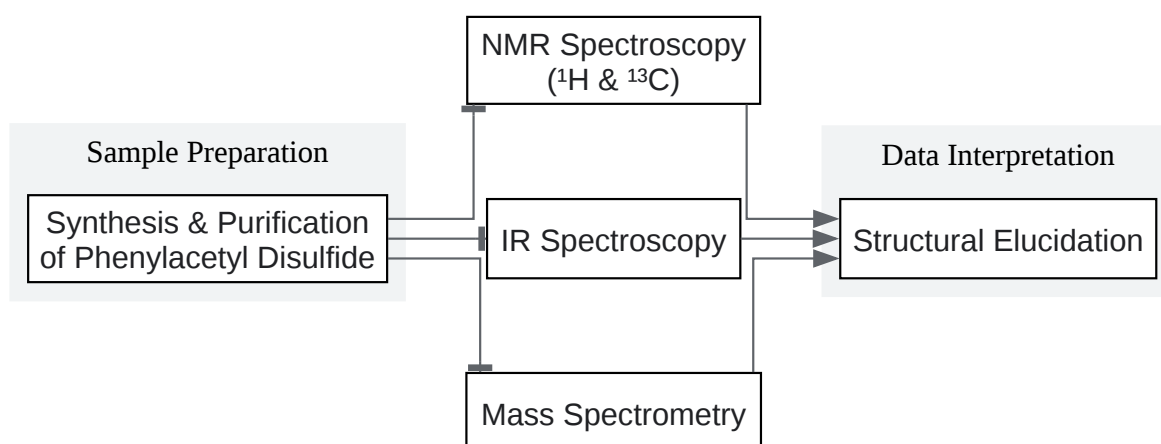 Sample Preparation
Synthesis & Purification
of Phenylacetyl Disulfide
NMR Spectroscopy
(¹H & ¹³C)
IR Spectroscopy
Mass Spectrometry
Data Interpretation
Structural Elucidation